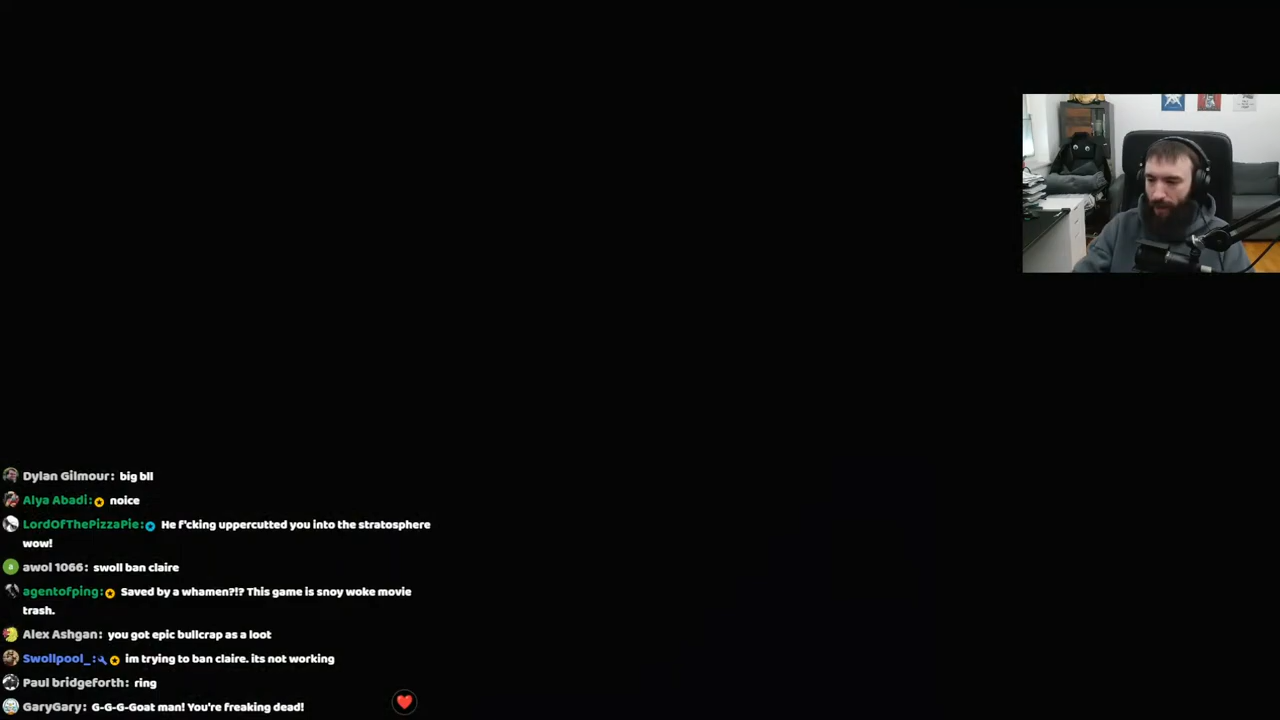 Dylan Gilmour: big bll
Alya Abadi: noice
LordOfThePizzaPie: He f'cking uppercutted you into the stratosphere
wow!
awol 1066: swoll ban claire
agentofping: Saved by a whamen?!? This game is snoy woke movie
trash.
Alex Ashgan: you got epic bullcrap as a loot
Swollpool_: im trying to ban claire. its not working
Paul bridgeforth: ring
GaryGary: G-G-G-Goat man! You're freaking dead!